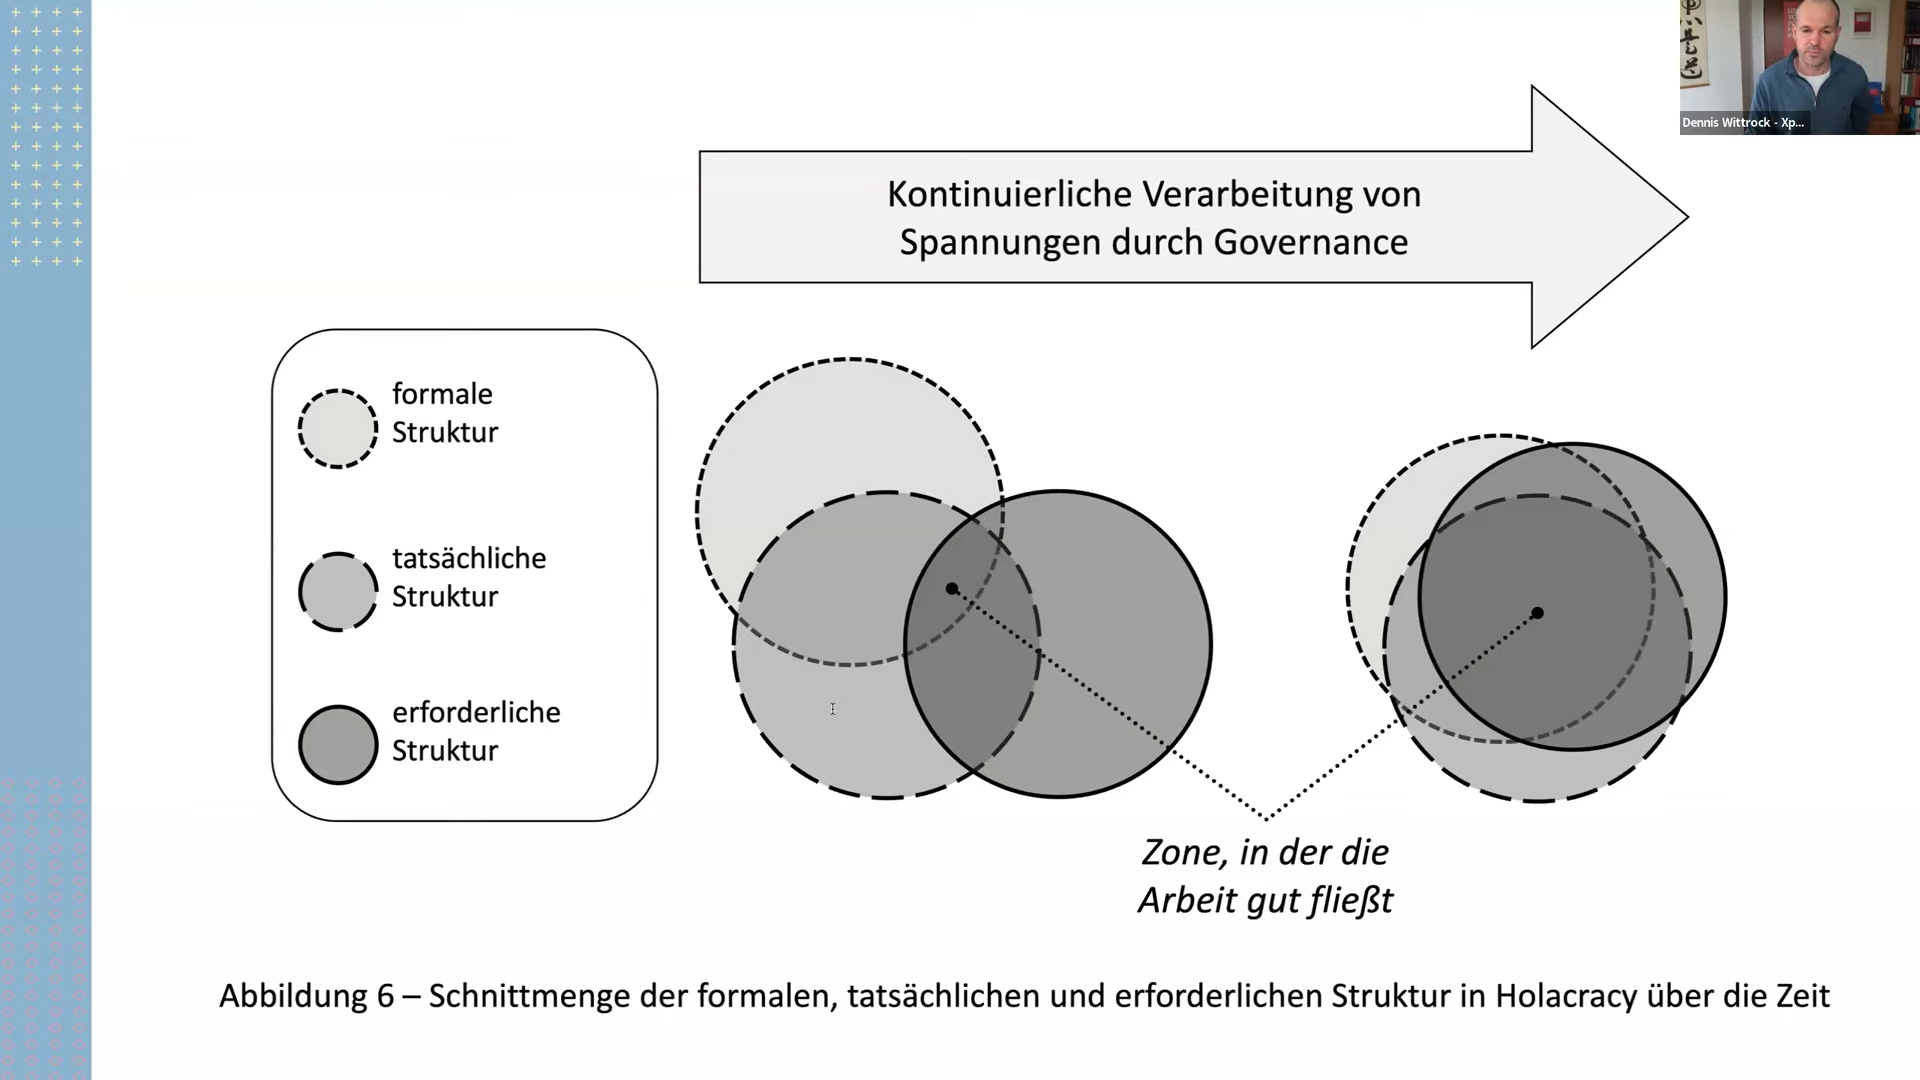 Dennis Wittrock - Xp...
Kontinuierliche Verarbeitung von
Spannungen durch Governance
formale
Struktur
tatsächliche
Struktur
erforderliche
Struktur
Zone, in der die
Arbeit gut fließt
Abbildung 6 – Schnittmenge der formalen, tatsächlichen und erforderlichen Struktur in Holacracy über die Zeit